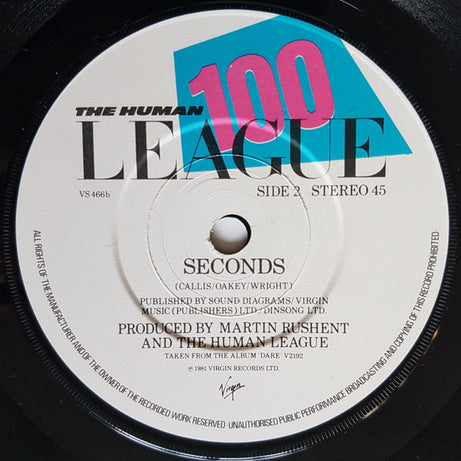 100
THE HUMAN
LEAGUE
VS 466b
SIDE 2 STEREO 45
SECONDS
(CALLIS/OAKEY/WRIGHT)
PUBLISHED BY SOUND DIAGRAMS/VIRGIN
MUSIC (PUBLISHERS) LTD/DINSONG LTD.
PRODUCED BY MARTIN RUSHENT
AND THE HUMAN LEAGUE
TAKEN FROM THE ALBUM 'DARE' V2192
℗ 1981 VIRGIN RECORDS LTD.
Virgin
ALL RIGHTS OF THE MANUFACTURER AND OF THE OWNER OF THE RECORDED WORK RESERVED·UNAUTHORISED PUBLIC PERFORMANCE BROADCASTING AND COPYING OF THIS RECORD PROHIBITED·